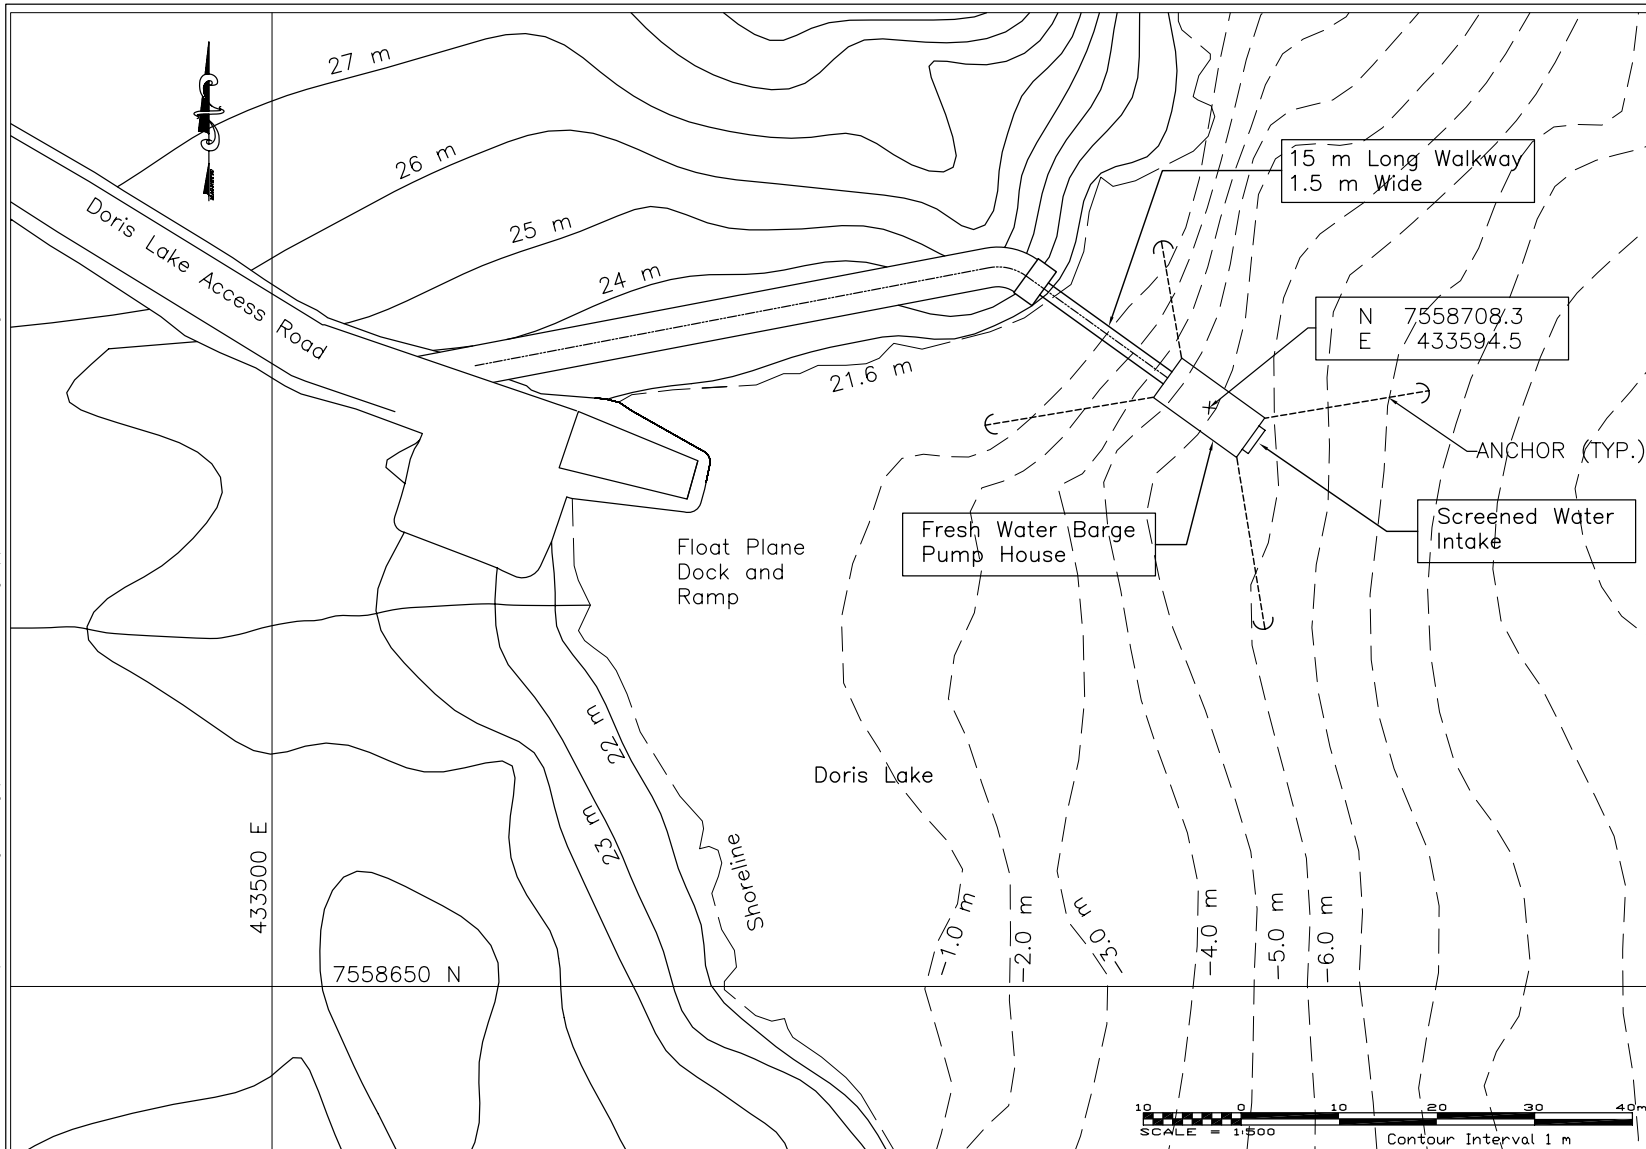 27 m
26 m
25 m
24 m
Doris Lake Access Road
15 m Long Walkway
1.5 m Wide
N 7558708.3
E 433594.5
21.6 m
ANCHOR (TYP.)
Screened Water
Intake
Fresh Water Barge
Pump House
Float Plane
Dock and
Ramp
22 m
23 m
Doris Lake
Shoreline
433500 E
7558650 N
-1.0 m
-2.0 m
-3.0 m
-4.0 m
-5.0 m
-6.0 m
10 0 10 20 30 40m
SCALE = 1:500
Contour Interval 1 m